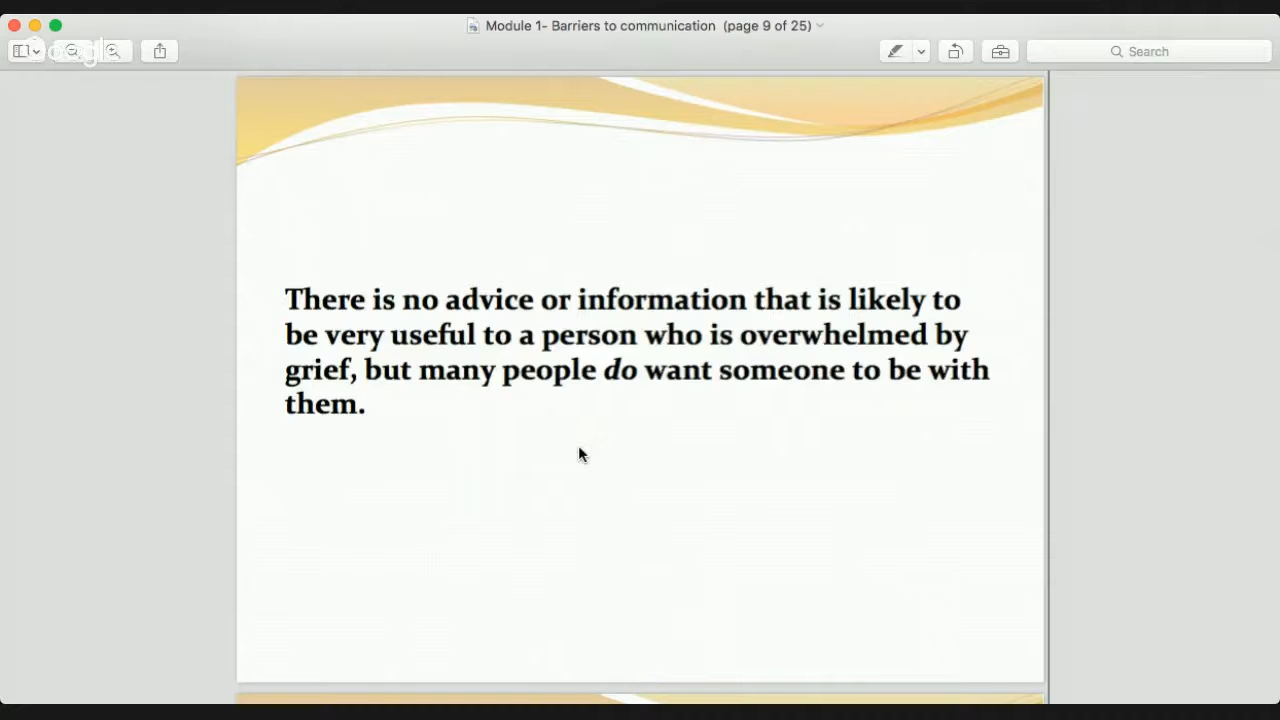 Module 1- Barriers to communication (page 9 of 25)
Google
Search
There is no advice or information that is likely to
be very useful to a person who is overwhelmed by
grief, but many people do want someone to be with
them.